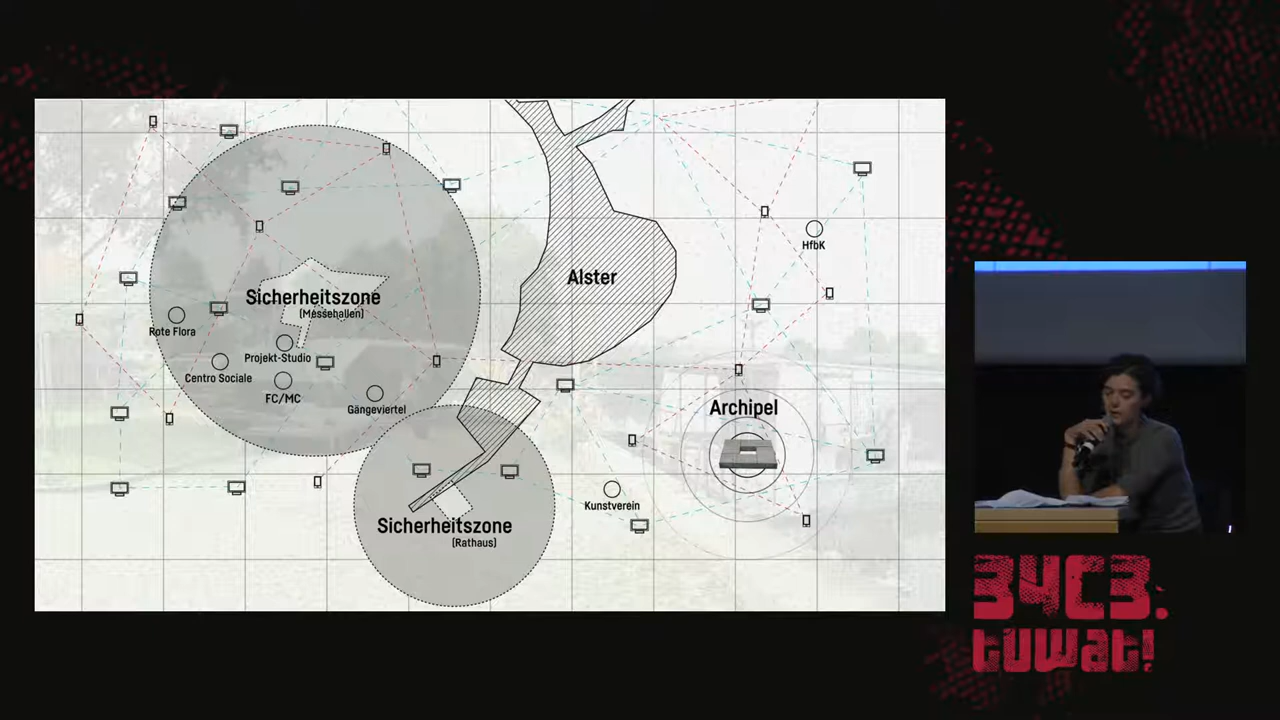 HfbK
Alster
Sicherheitszone
(Messehallen)
Rote Flora
Projekt-Studio
Centro Sociale
FC/MC
Gängeviertel
Archipel
Kunstverein
Sicherheitszone
(Rathaus)
34C3.
tuwat!